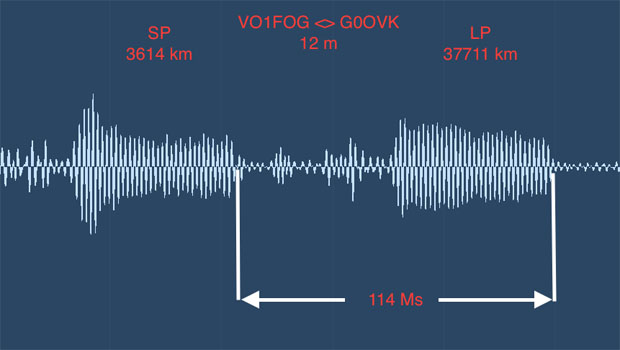 VO1FOG <> G0OVK
12 m
SP
3614 km
LP
37711 km
114 Ms